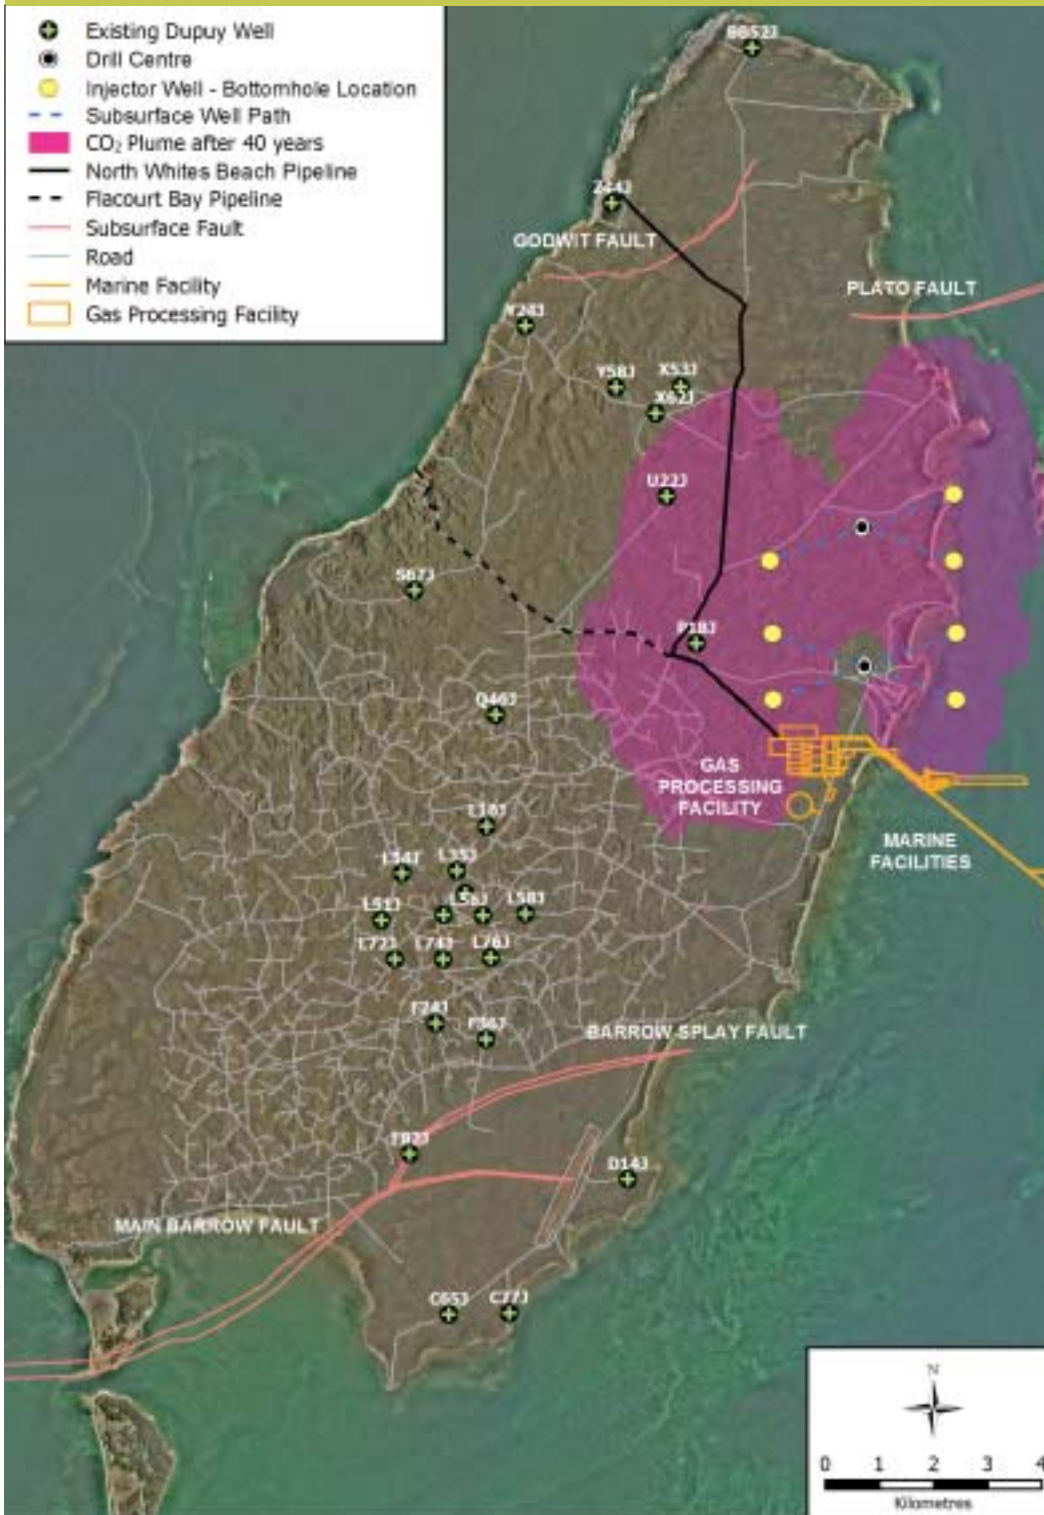 Existing Dupuy Well
Drill Centre
Injector Well - Bottomhole Location
Subsurface Well Path
CO₂ Plume after 40 years
North Whites Beach Pipeline
Flacourt Bay Pipeline
Subsurface Fault
Road
Marine Facility
Gas Processing Facility
Z44J
GODWIT FAULT
PLATO FAULT
Y24J
Y58J
X53J
X62J
U22J
S67J
P18J
Q46J
GAS
PROCESSING
FACILITY
MARINE
FACILITIES
L16J
L34J
L35J
L51J
L56J
L58J
L72J
L74J
L76J
F24J
F36J
BARROW SPLAY FAULT
D14J
MAIN BARROW FAULT
C65J
C77J
N
0 1 2 3 4
Kilometres